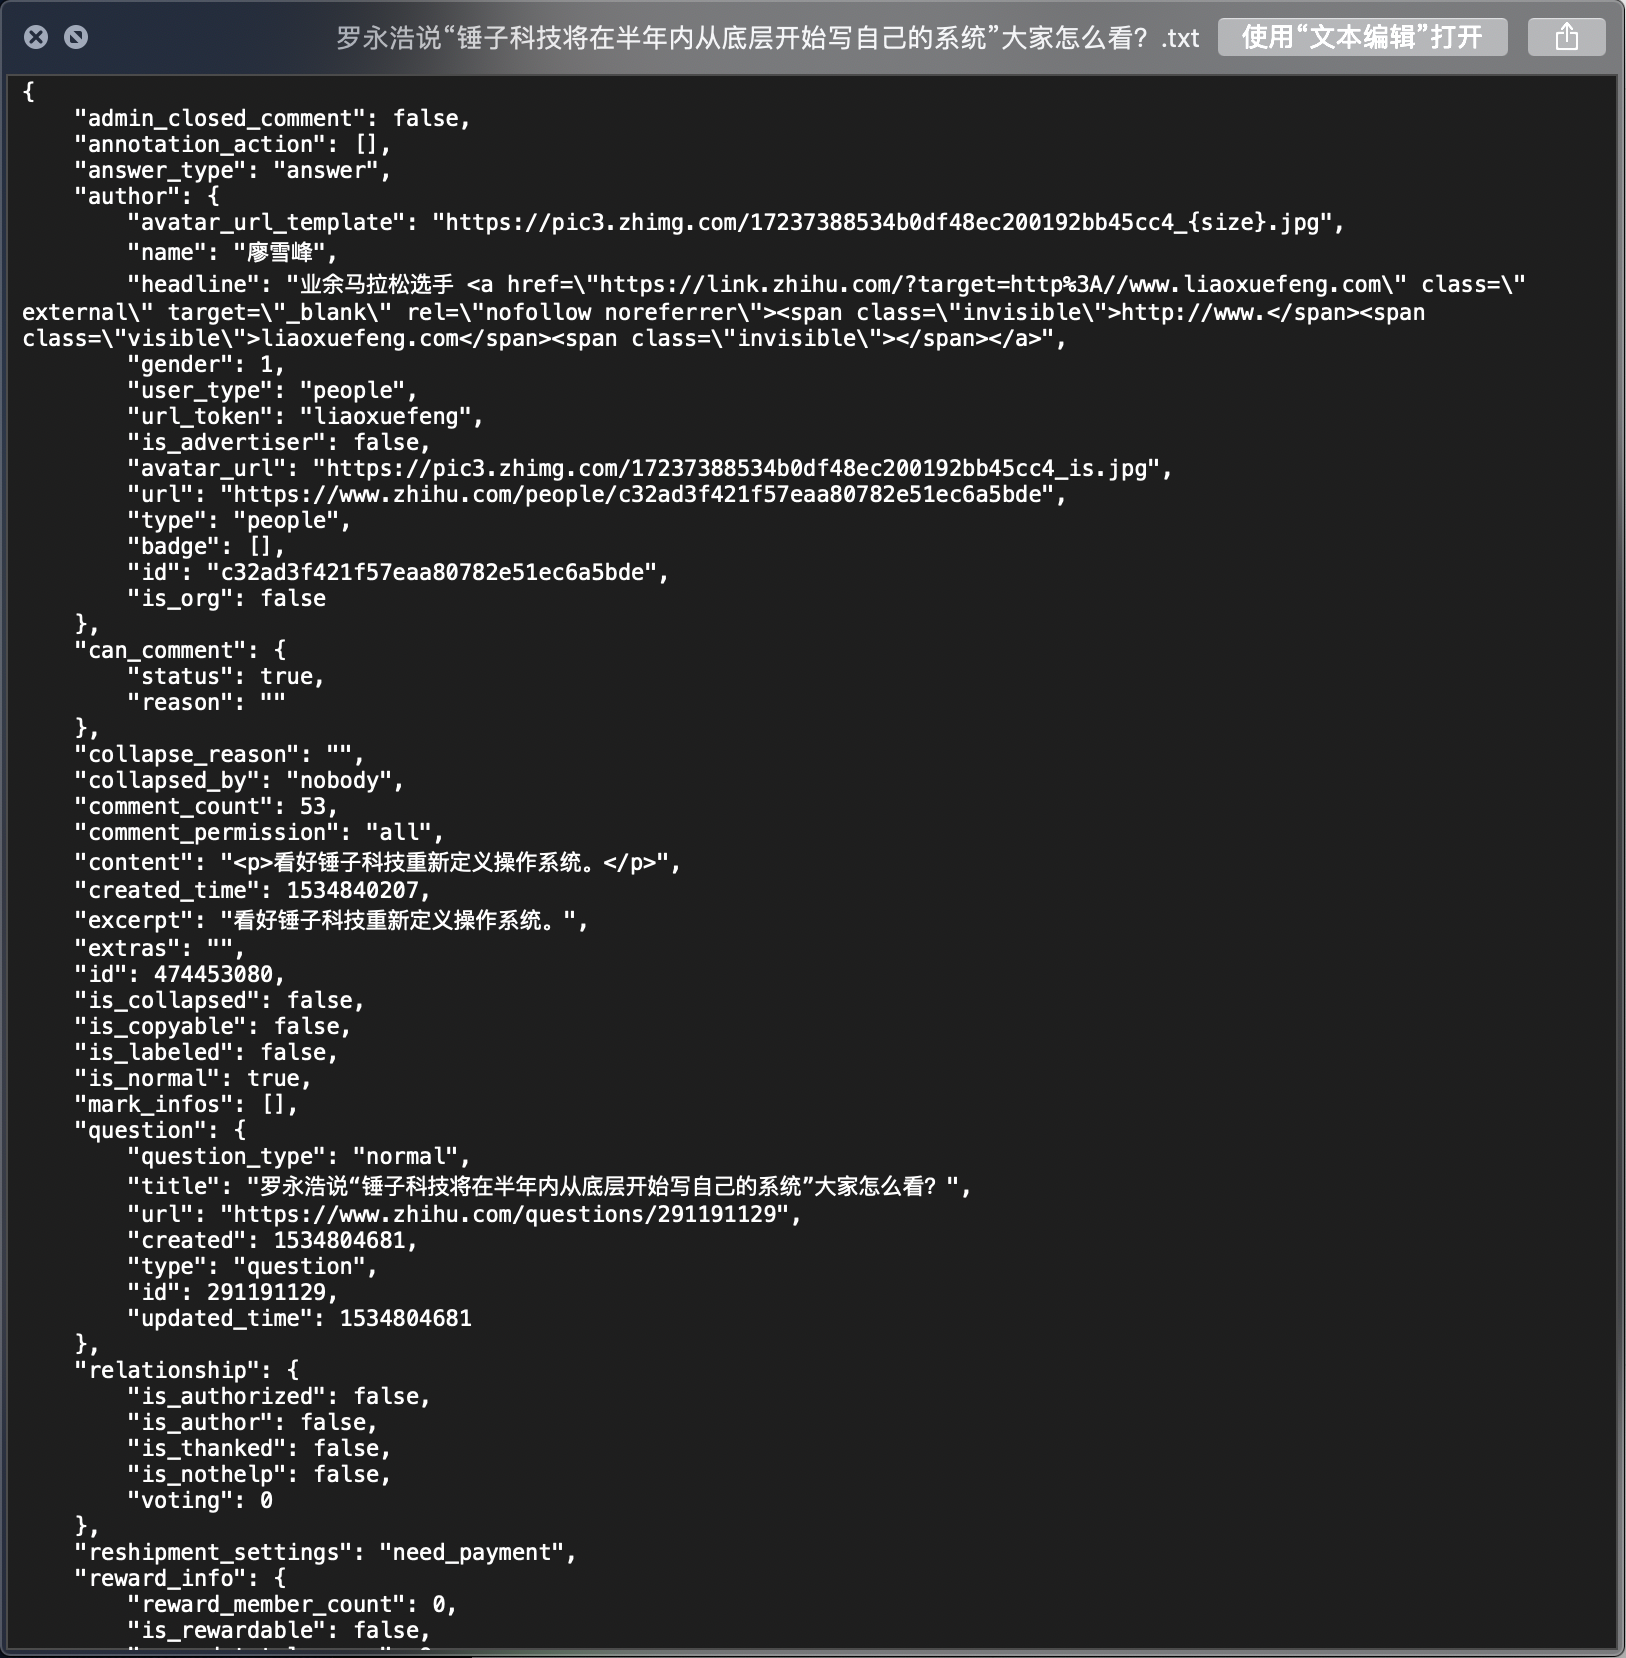 罗永浩说“锤子科技将在半年内从底层开始写自己的系统”大家怎么看？.txt
使用“文本编辑”打开
{
    "admin_closed_comment": false,
    "annotation_action": [],
    "answer_type": "answer",
    "author": {
        "avatar_url_template": "https://pic3.zhimg.com/17237388534b0df48ec200192bb45cc4_{size}.jpg",
        "name": "廖雪峰",
        "headline": "业余马拉松选手 <a href=\"https://link.zhihu.com/?target=http%3A//www.liaoxuefeng.com\" class=\"
external\" target=\"_blank\" rel=\"nofollow noreferrer\"><span class=\"invisible\">http://www.</span><span
class=\"visible\">liaoxuefeng.com</span><span class=\"invisible\"></span></a>",
        "gender": 1,
        "user_type": "people",
        "url_token": "liaoxuefeng",
        "is_advertiser": false,
        "avatar_url": "https://pic3.zhimg.com/17237388534b0df48ec200192bb45cc4_is.jpg",
        "url": "https://www.zhihu.com/people/c32ad3f421f57eaa80782e51ec6a5bde",
        "type": "people",
        "badge": [],
        "id": "c32ad3f421f57eaa80782e51ec6a5bde",
        "is_org": false
    },
    "can_comment": {
        "status": true,
        "reason": ""
    },
    "collapse_reason": "",
    "collapsed_by": "nobody",
    "comment_count": 53,
    "comment_permission": "all",
    "content": "<p>看好锤子科技重新定义操作系统。</p>",
    "created_time": 1534840207,
    "excerpt": "看好锤子科技重新定义操作系统。",
    "extras": "",
    "id": 474453080,
    "is_collapsed": false,
    "is_copyable": false,
    "is_labeled": false,
    "is_normal": true,
    "mark_infos": [],
    "question": {
        "question_type": "normal",
        "title": "罗永浩说“锤子科技将在半年内从底层开始写自己的系统”大家怎么看？",
        "url": "https://www.zhihu.com/questions/291191129",
        "created": 1534804681,
        "type": "question",
        "id": 291191129,
        "updated_time": 1534804681
    },
    "relationship": {
        "is_authorized": false,
        "is_author": false,
        "is_thanked": false,
        "is_nothelp": false,
        "voting": 0
    },
    "reshipment_settings": "need_payment",
    "reward_info": {
        "reward_member_count": 0,
        "is_rewardable": false,